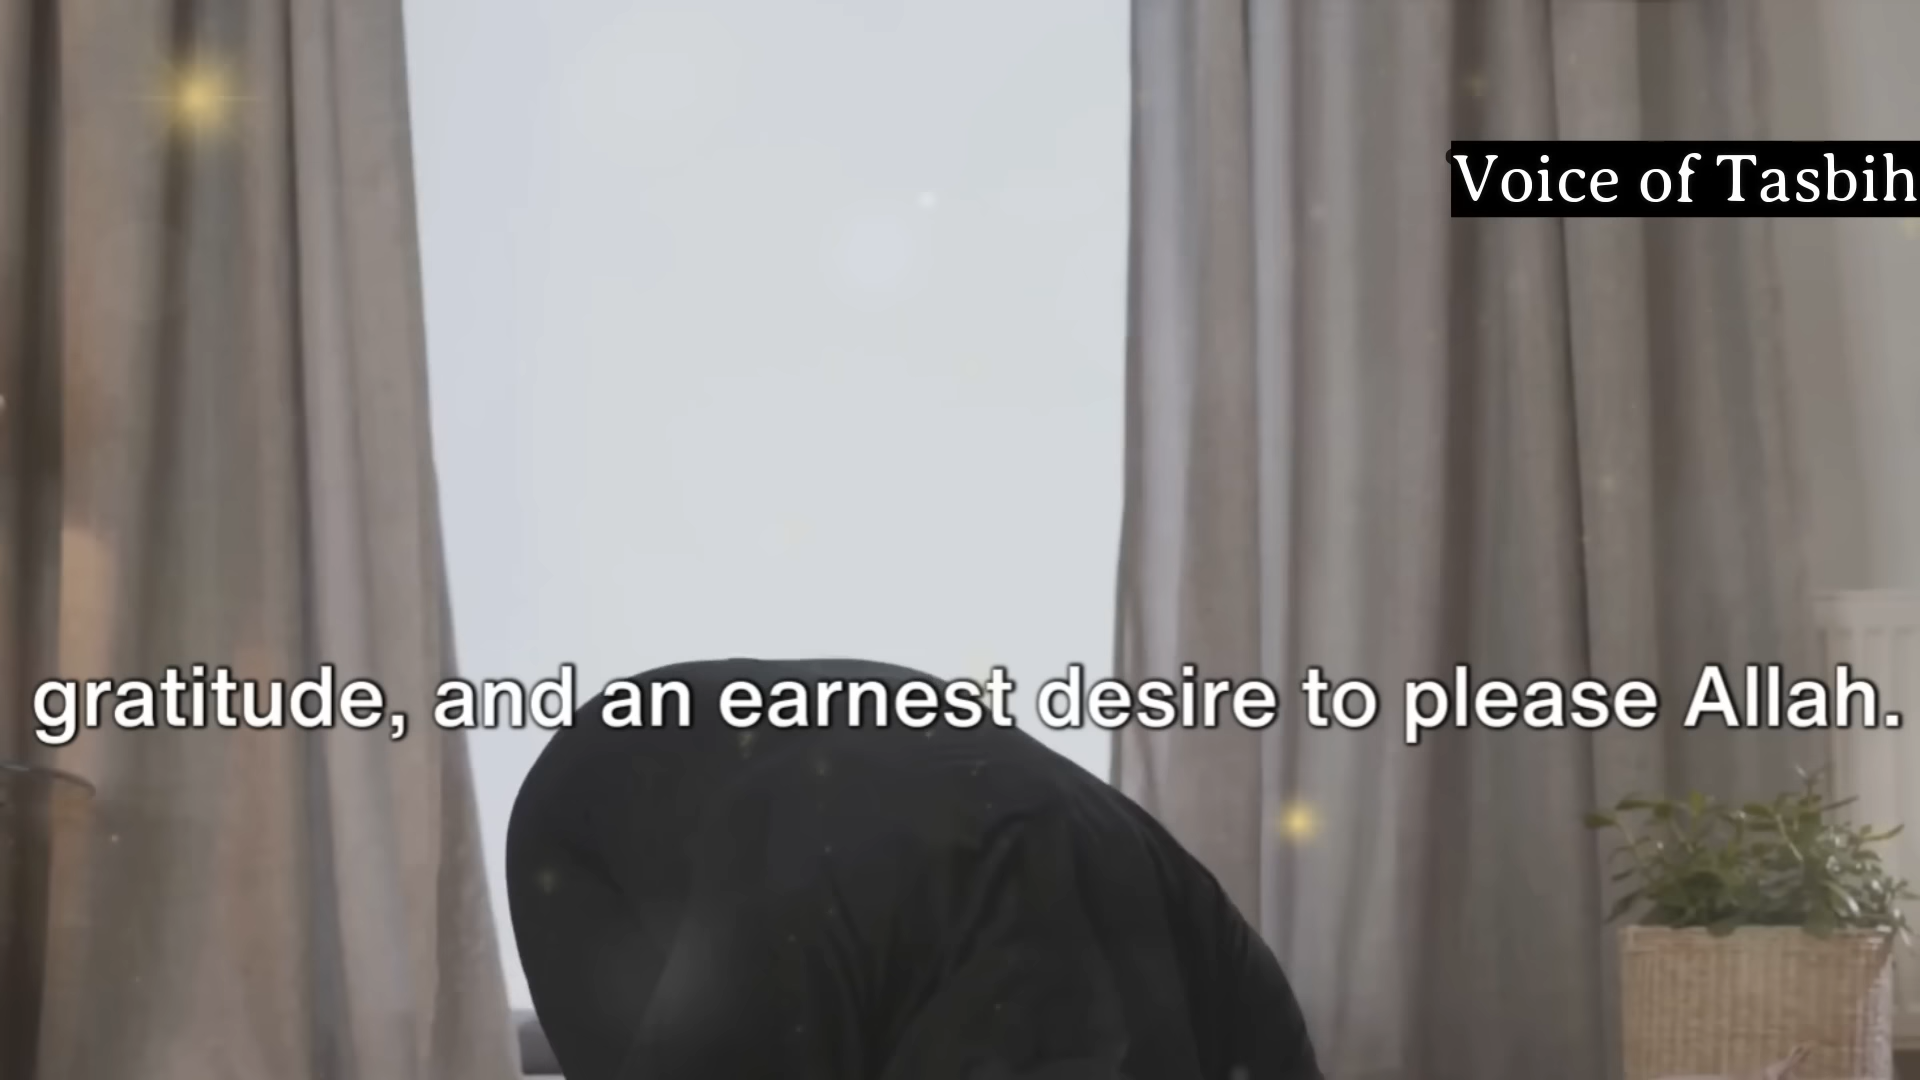 Voice of Tasbih
gratitude, and an earnest desire to please Allah.